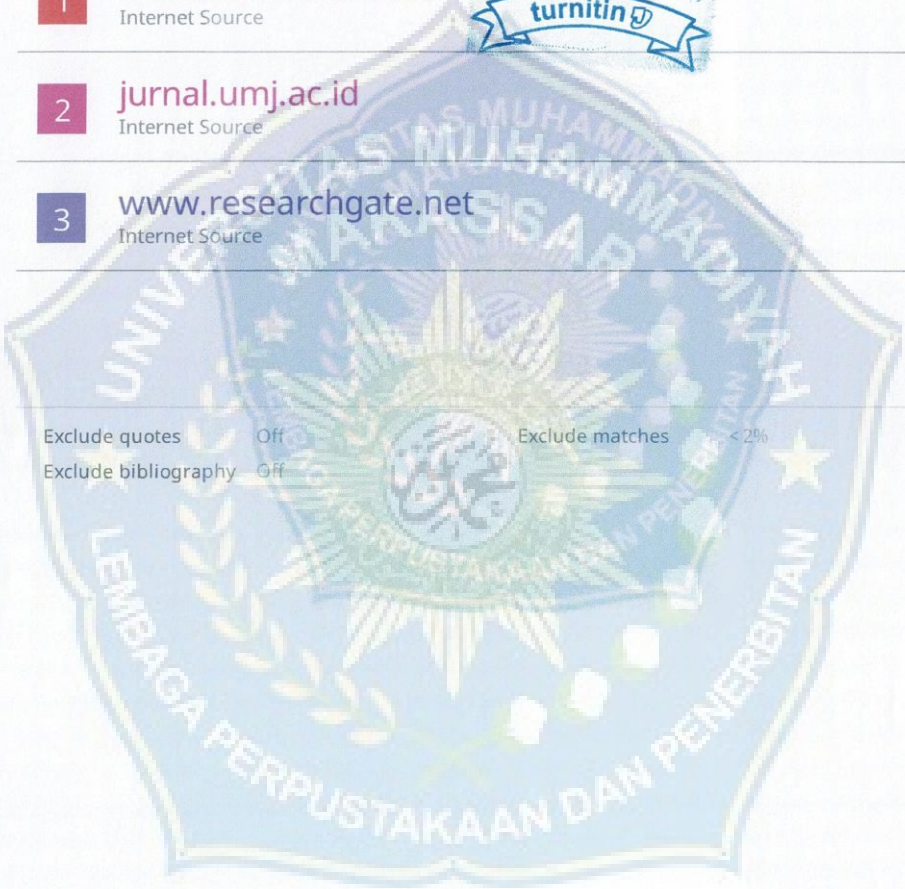 1
Internet Source
turnitin
2
jurnal.umj.ac.id
Internet Source
3
www.researchgate.net
Internet Source
Exclude quotes Off
Exclude matches < 2%
Exclude bibliography Off
UNIVERSITAS MUHAMMADIYAH
MAKASSAR
LEMBAGA PERPUSTAKAAN DAN PENERBITAN